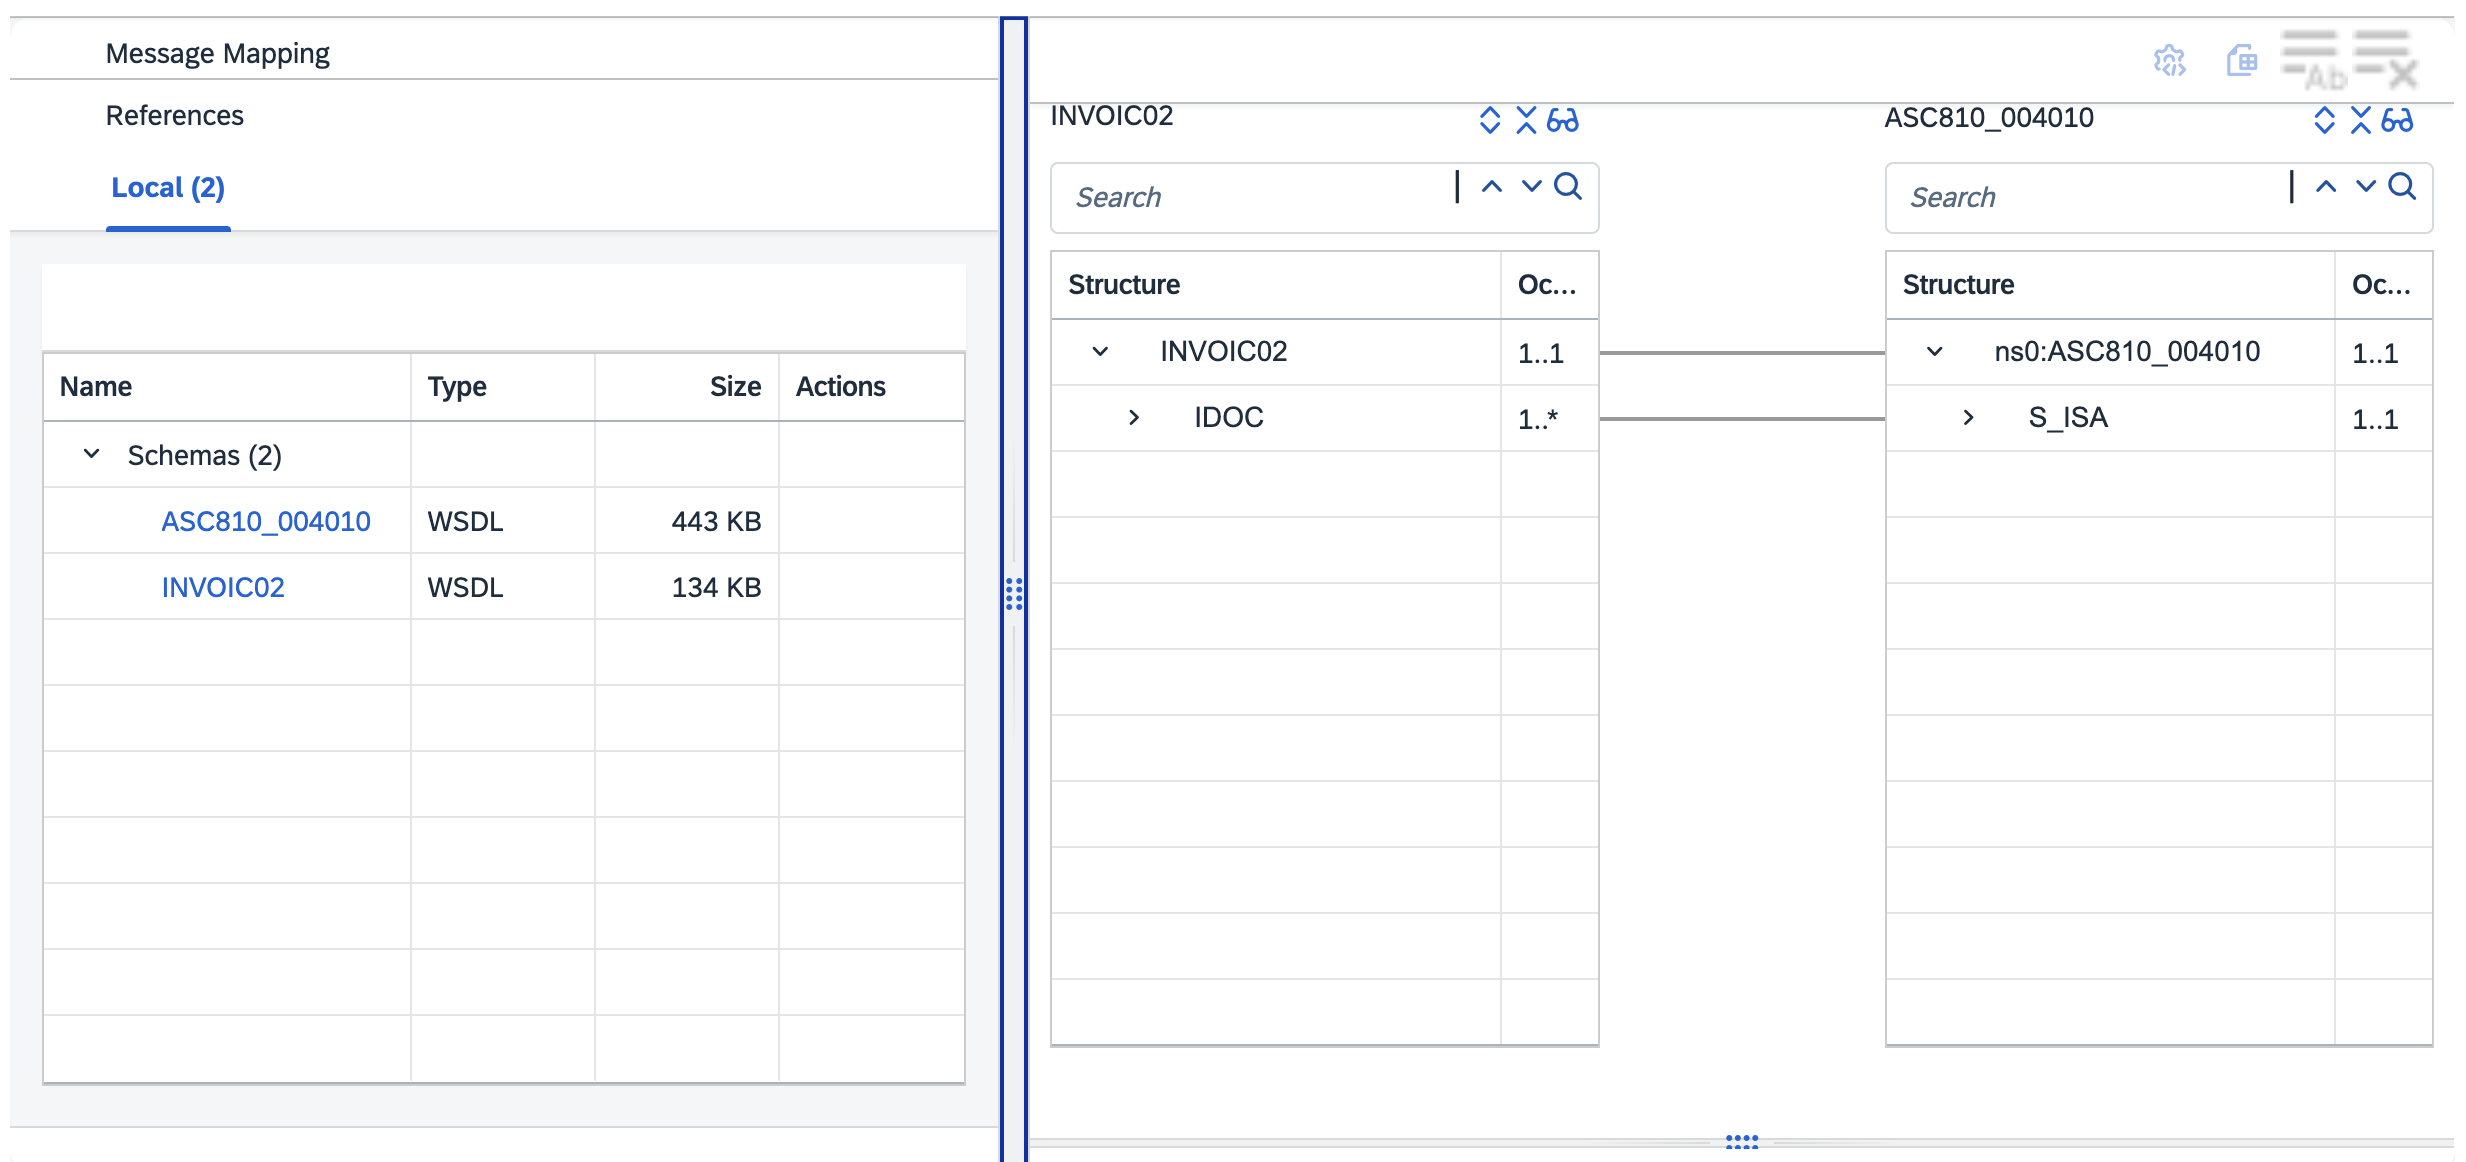 Message Mapping
References
Local (2)
Name Type Size Actions
Schemas (2)
ASC810_004010 WSDL 443 KB
INVOIC02 WSDL 134 KB
Ab
INVOIC02
Search
Structure Oc...
INVOIC02 1..1
IDOC 1..*
ASC810_004010
Search
Structure Oc...
ns0:ASC810_004010 1..1
S_ISA 1..1